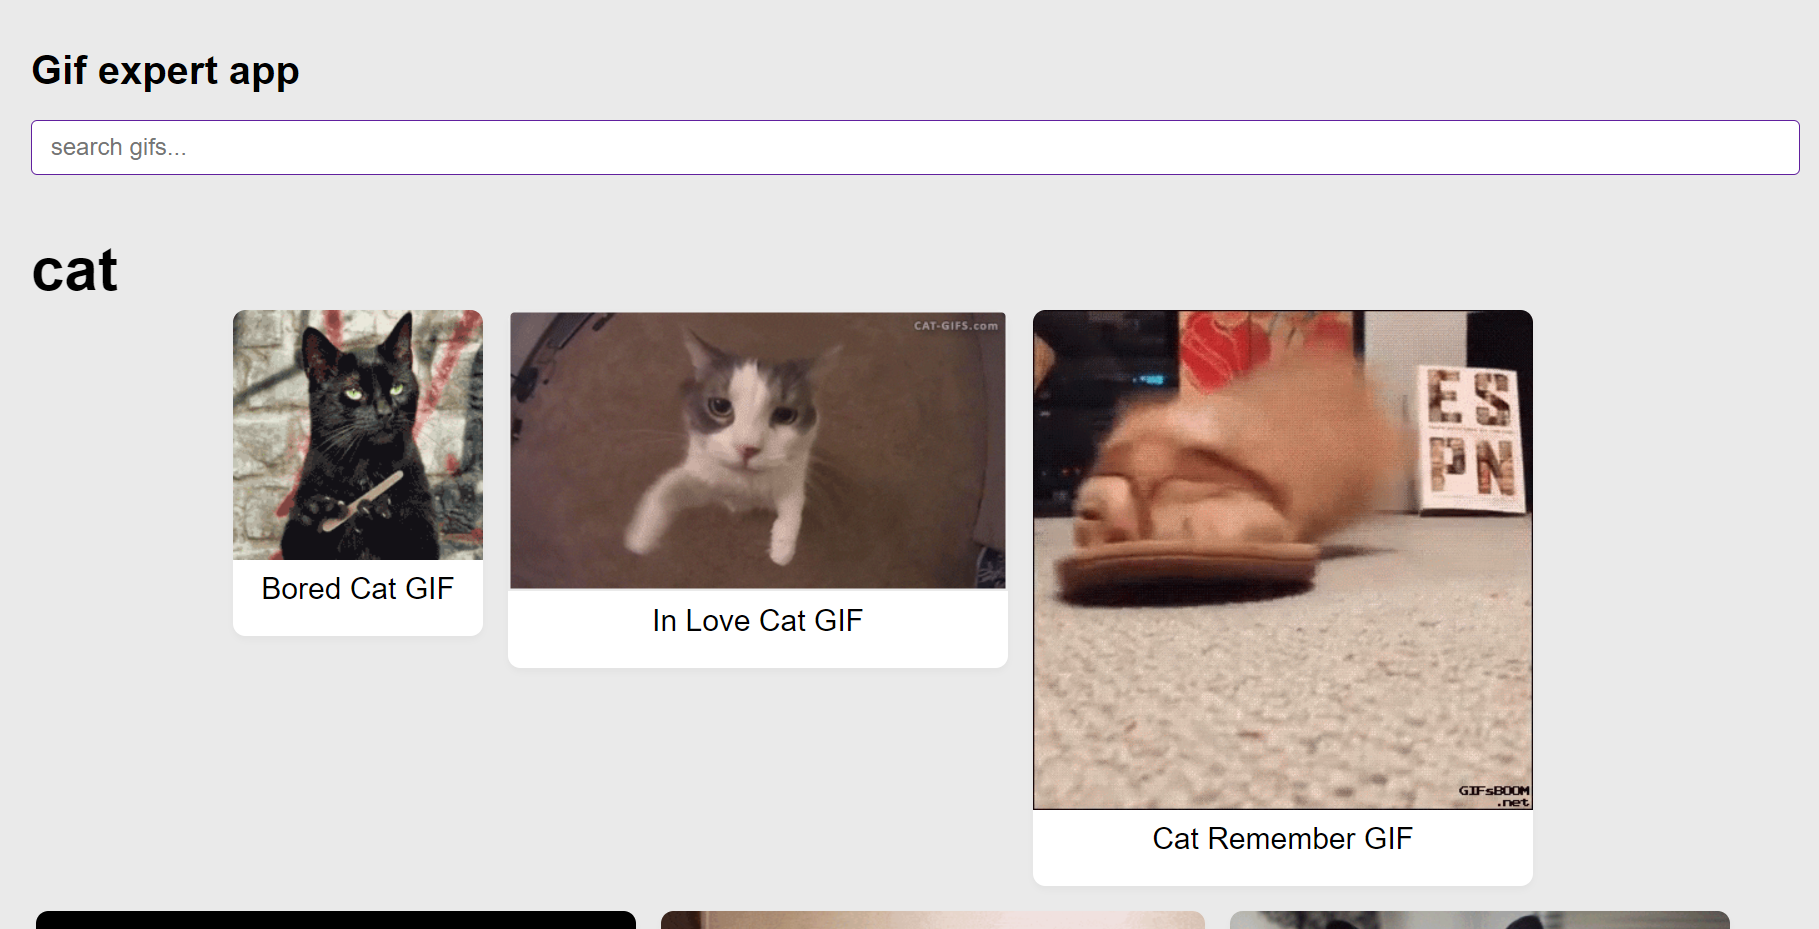 Gif expert app
search gifs...
cat
CAT-GIFS.com
ES
PN
GIFsBOOM
.net
Bored Cat GIF
In Love Cat GIF
Cat Remember GIF